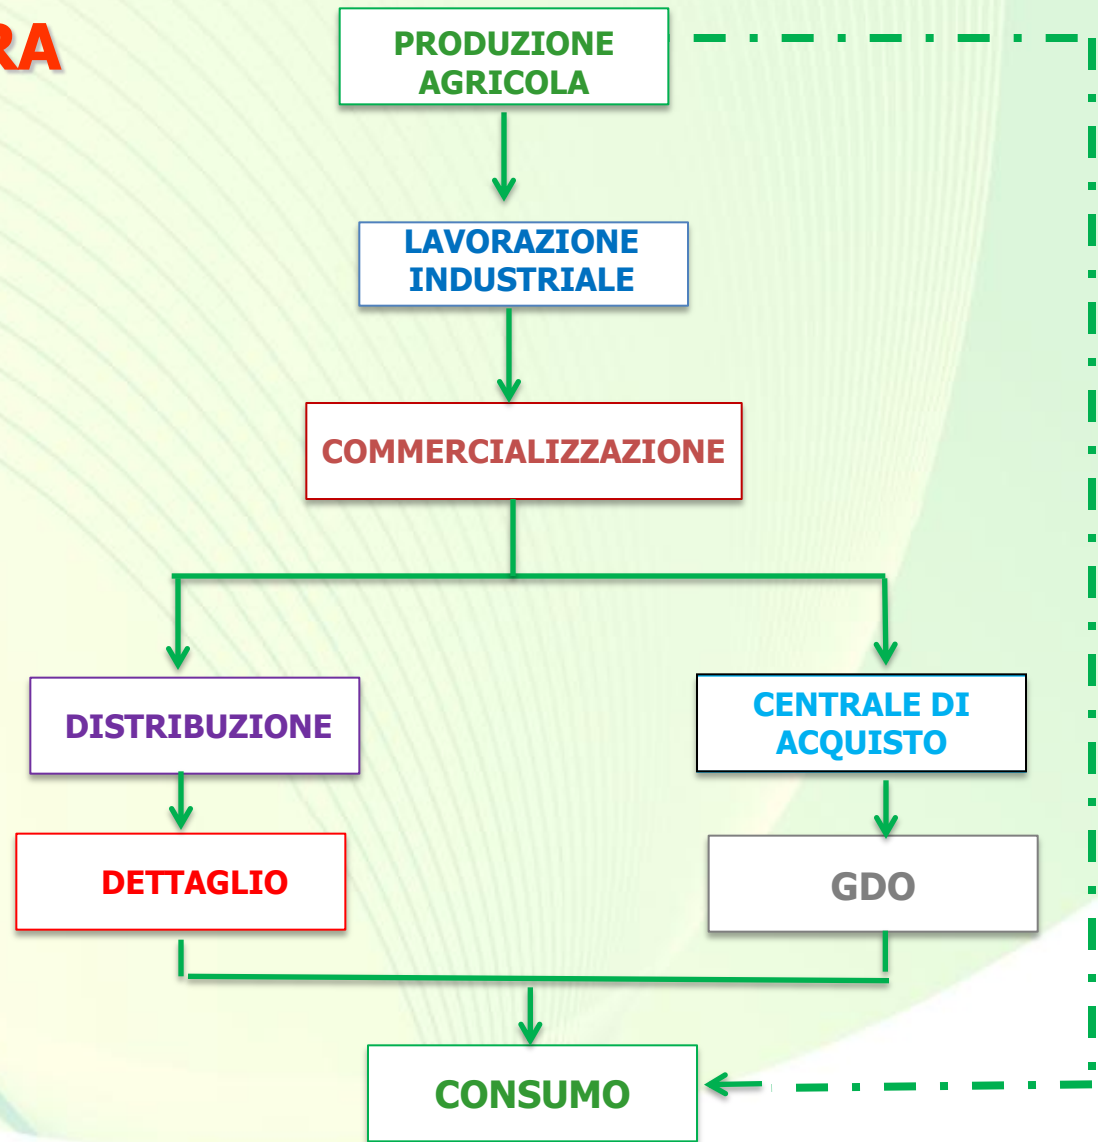 RA
PRODUZIONE
AGRICOLA
LAVORAZIONE
INDUSTRIALE
COMMERCIALIZZAZIONE
DISTRIBUZIONE
CENTRALE DI
ACQUISTO
DETTAGLIO
GDO
CONSUMO